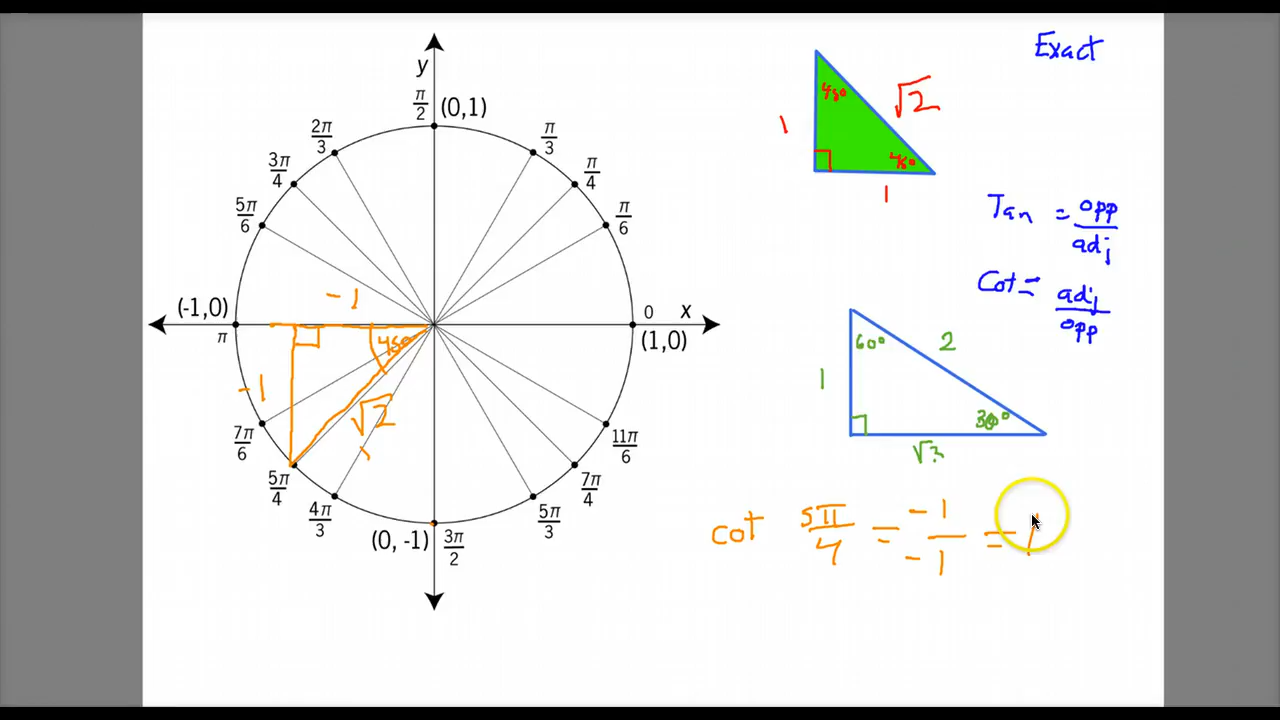 Exact
y
π/2 (0,1)
2π/3
π/3
3π/4
π/4
5π/6
π/6
(-1,0)
π
0 x
(1,0)
7π/6
11π/6
5π/4
7π/4
4π/3
5π/3
(0, -1) 3π/2
-1
45°
-1
√2
45°
√2
1
45°
1
Tan = opp/adj
Cot = adj/opp
60° 2
1
30°
√3
cot 5π/4 = -1/-1 = 1